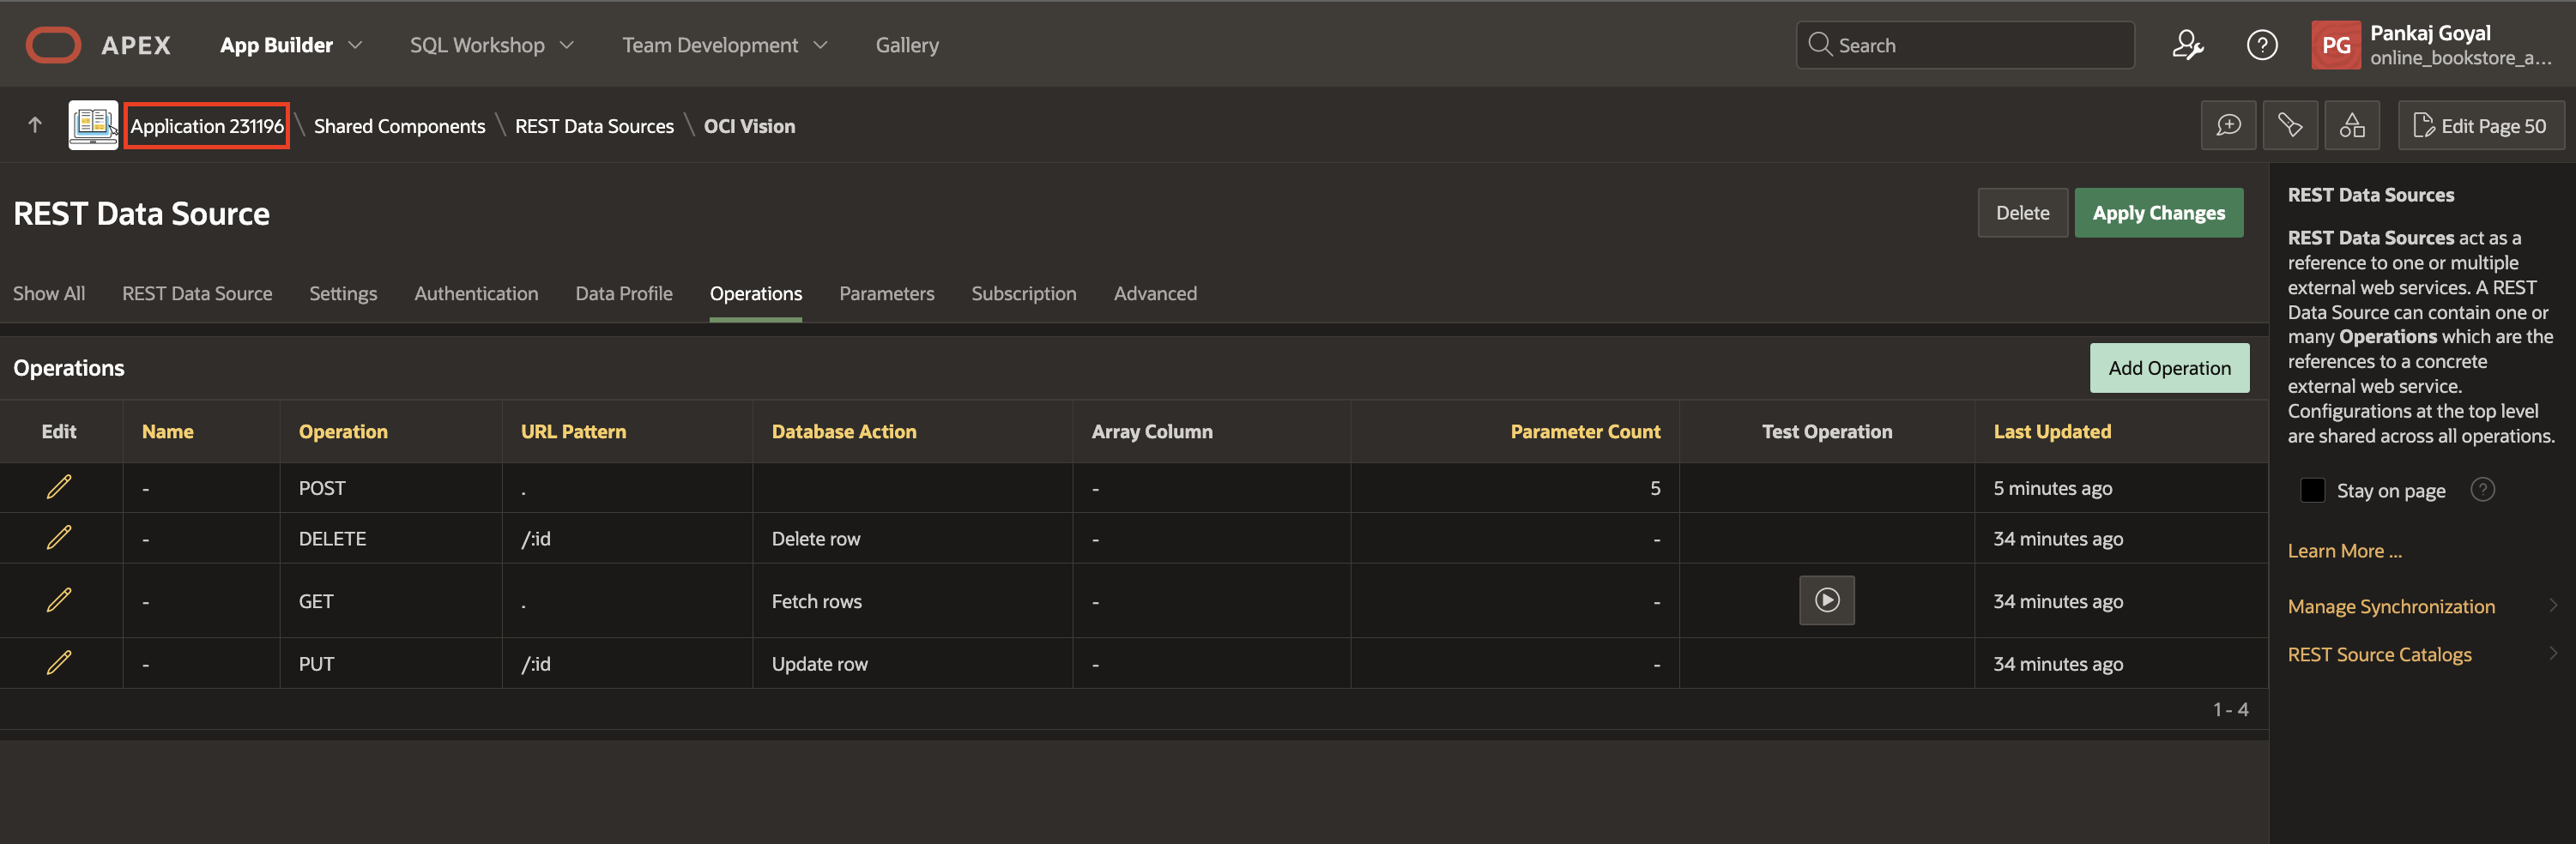 APEX App Builder SQL Workshop Team Development Gallery Search PG Pankaj Goyal
online_bookstore_a...
Application 231196 \ Shared Components \ REST Data Sources \ OCI Vision Edit Page 50
REST Data Source Delete Apply Changes
Show All REST Data Source Settings Authentication Data Profile Operations Parameters Subscription Advanced
Operations Add Operation
Edit Name Operation URL Pattern Database Action Array Column Parameter Count Test Operation Last Updated
- POST . - 5 5 minutes ago
- DELETE /:id Delete row - - 34 minutes ago
- GET . Fetch rows - - 34 minutes ago
- PUT /:id Update row - - 34 minutes ago
1 - 4
REST Data Sources
REST Data Sources act as a
reference to one or multiple
external web services. A REST
Data Source can contain one or
many Operations which are the
references to a concrete
external web service.
Configurations at the top level
are shared across all operations.
Stay on page ?
Learn More ...
Manage Synchronization
REST Source Catalogs